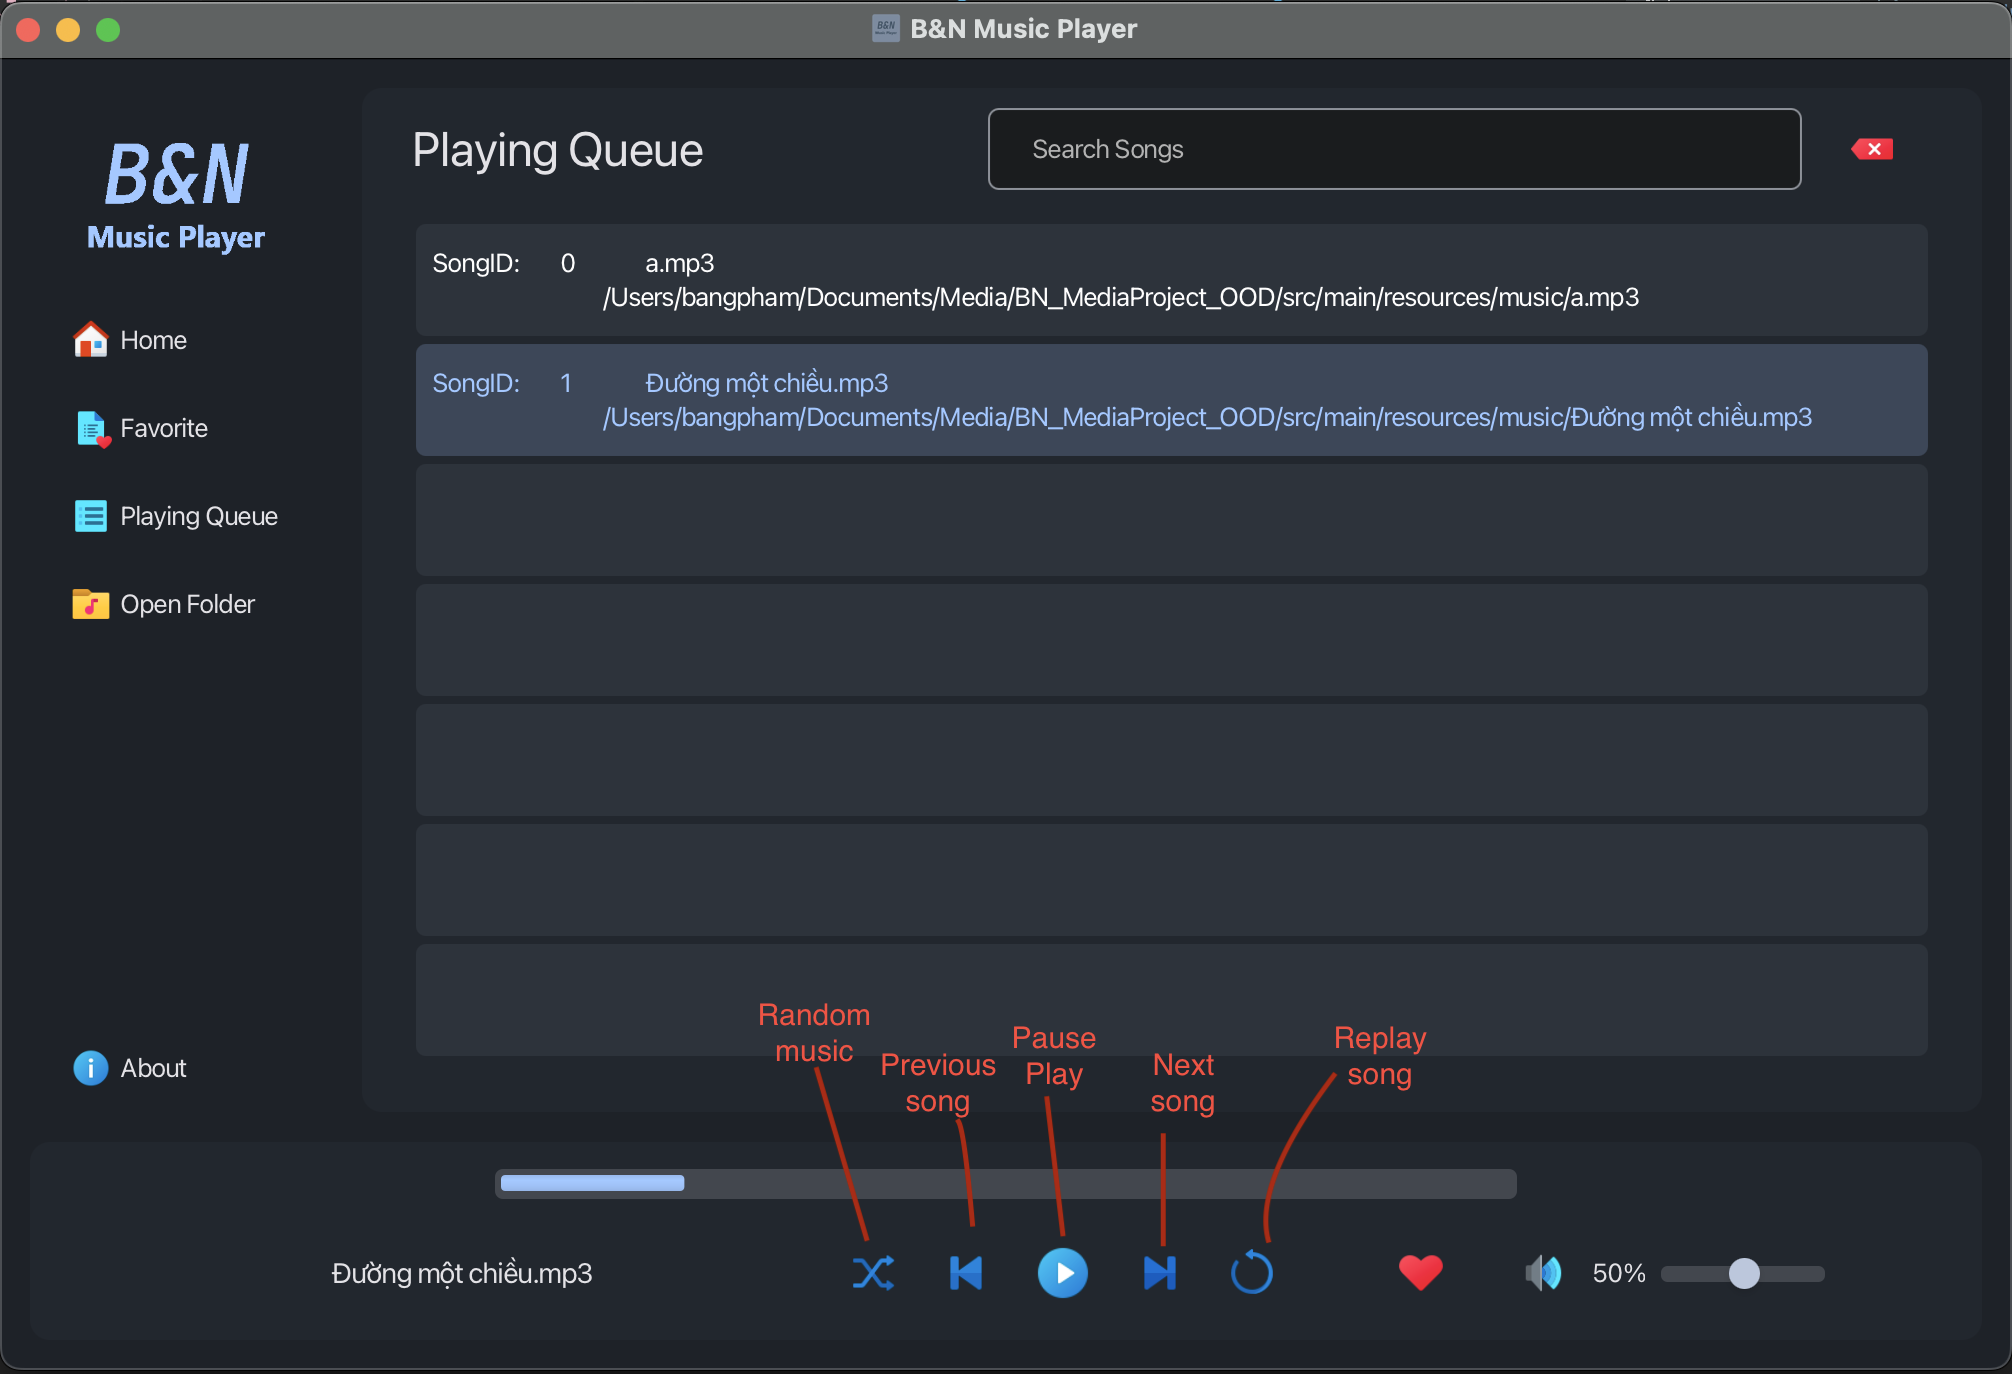 B&N Music Player
B&N
Music Player
Home
Favorite
Playing Queue
Open Folder
About
Playing Queue
Search Songs
SongID: 0 a.mp3
/Users/bangpham/Documents/Media/BN_MediaProject_OOD/src/main/resources/music/a.mp3
SongID: 1 Đường một chiều.mp3
/Users/bangpham/Documents/Media/BN_MediaProject_OOD/src/main/resources/music/Đường một chiều.mp3
Random
music
Previous
song
Pause
Play
Next
song
Replay
song
Đường một chiều.mp3
50%